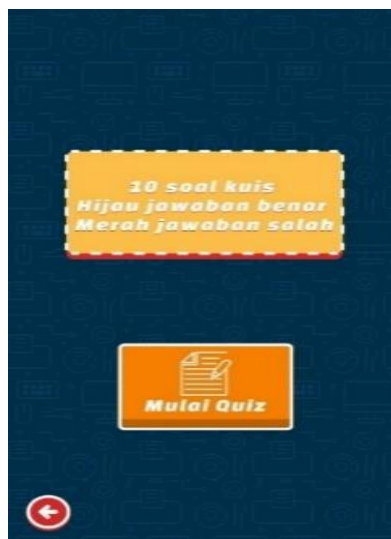 10 soal kuis
Hijau jawaban benar
Merah jawaban salah
Mulai Quiz